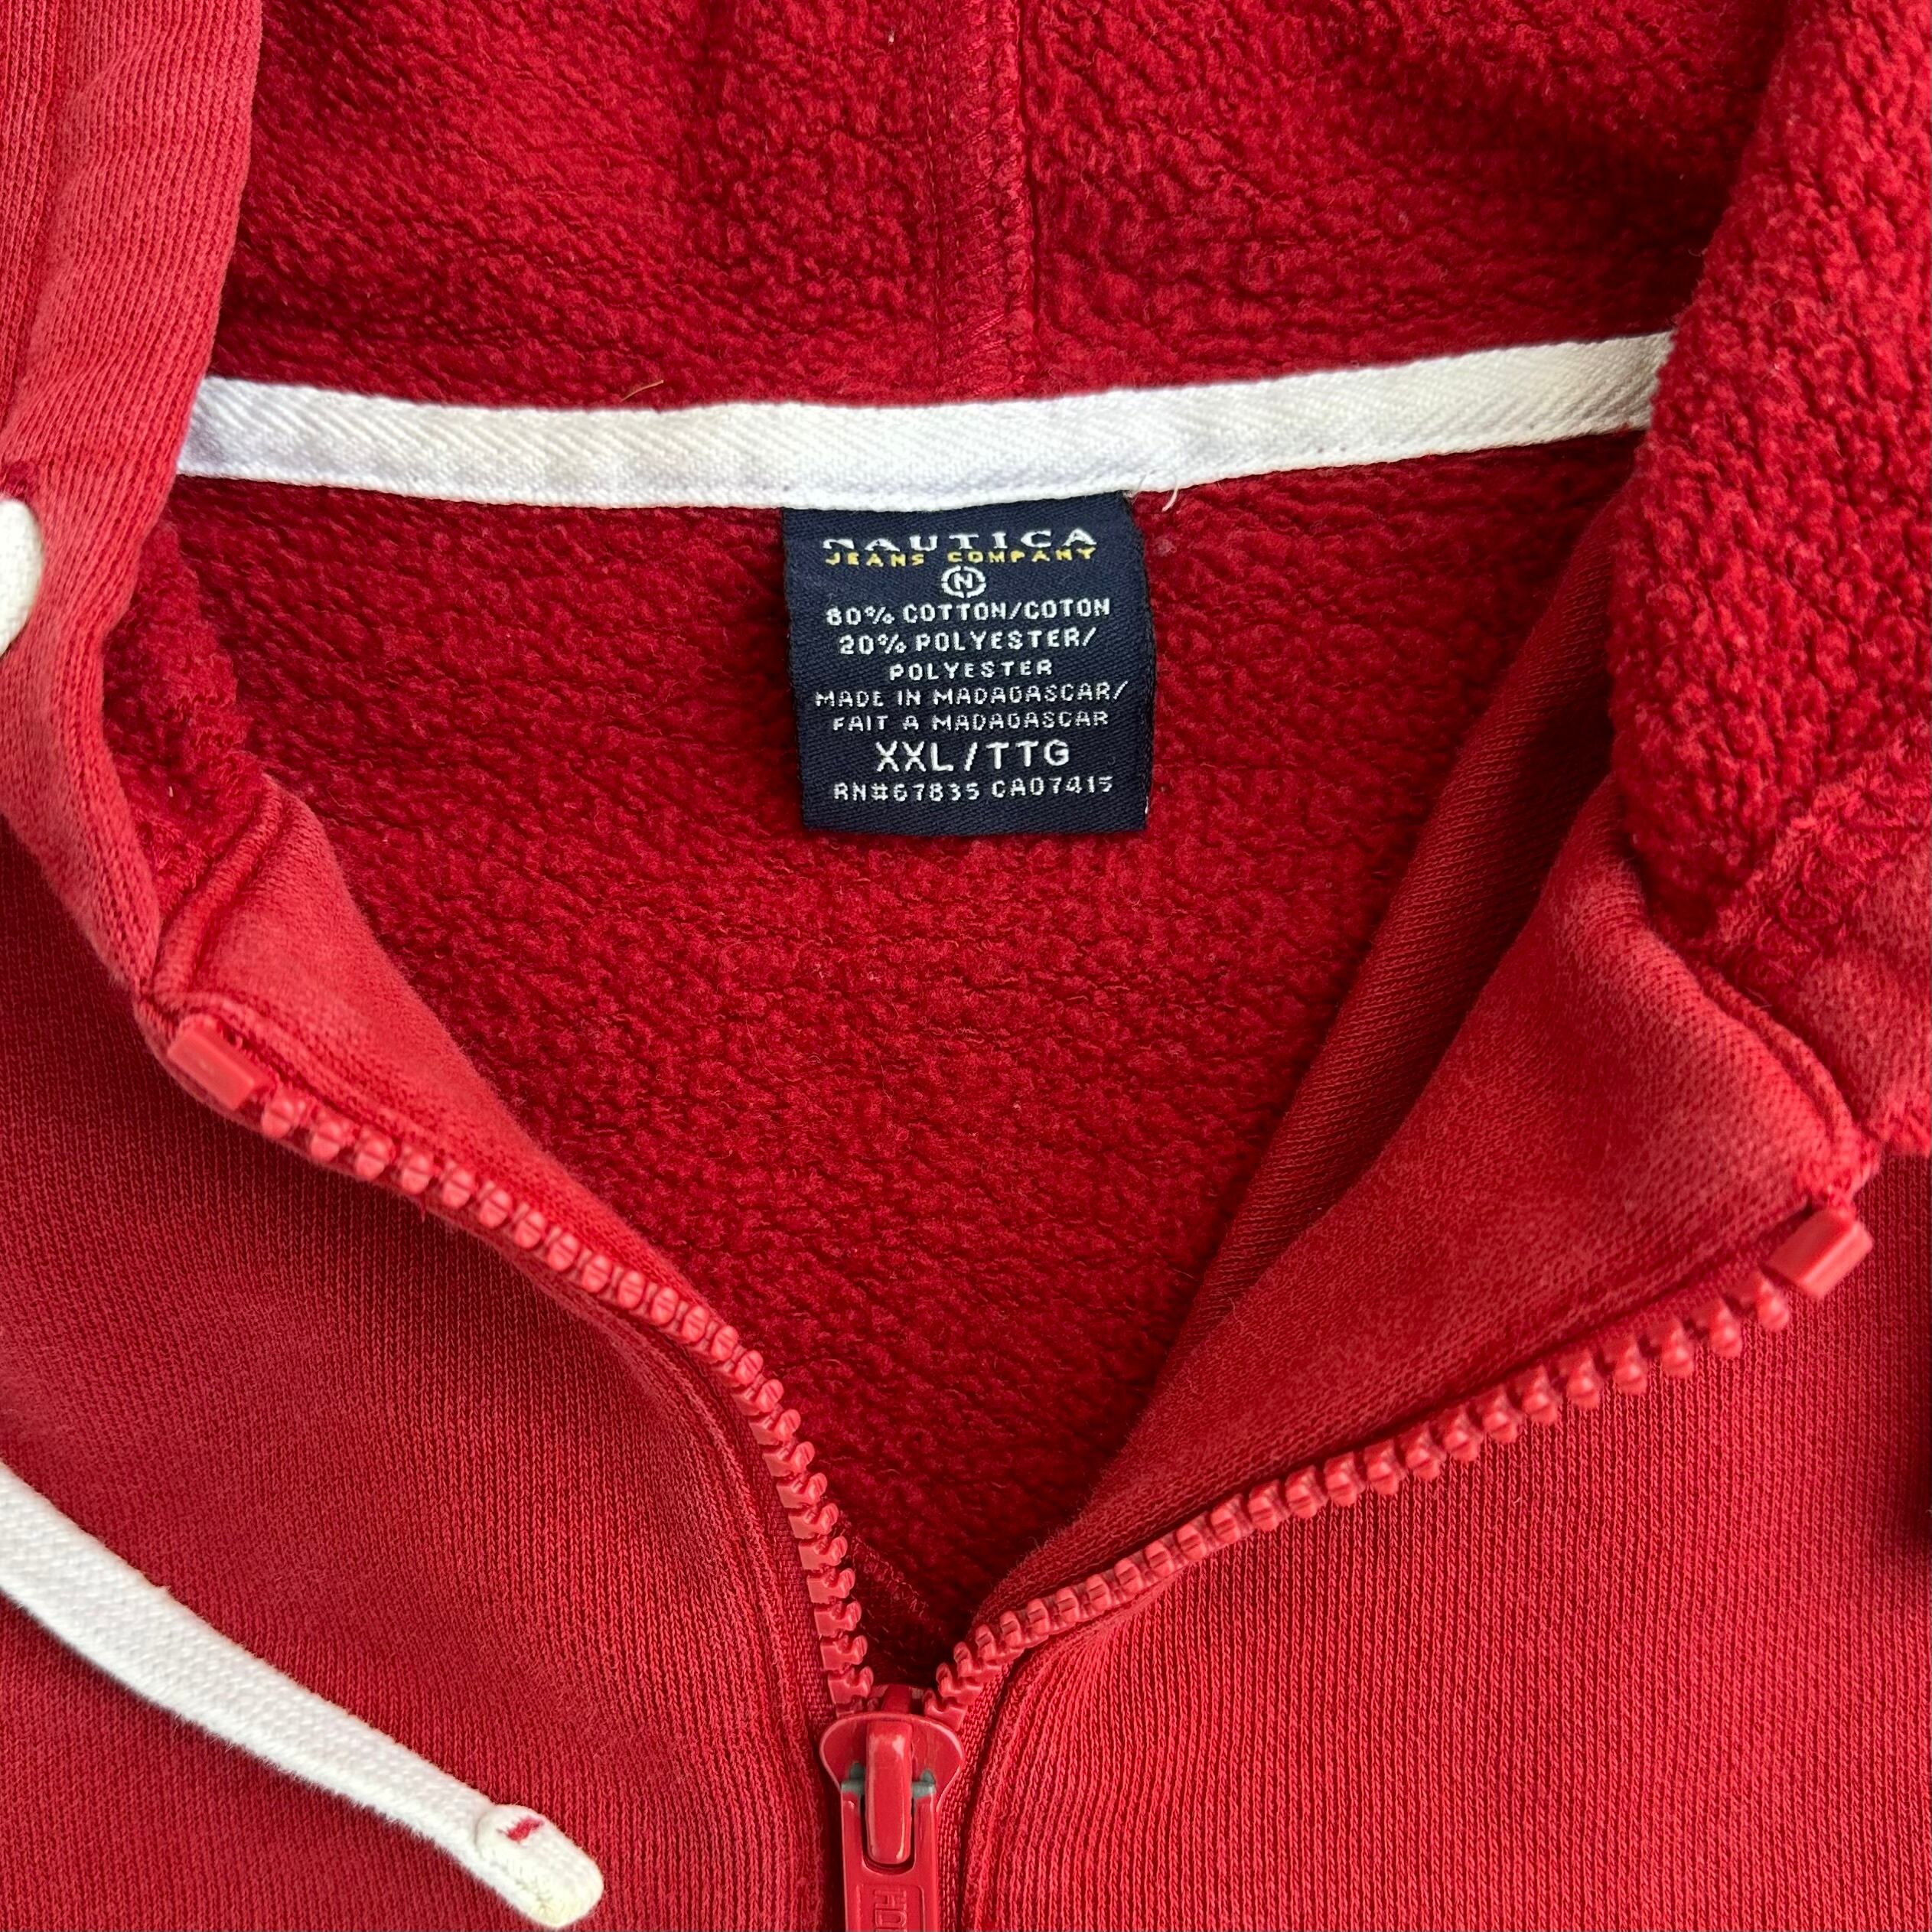 NAUTICA
JEANS COMPANY
N
80% COTTON/COTON
20% POLYESTER/
POLYESTER
MADE IN MADAGASCAR/
FAIT A MADAGASCAR
XXL/TTG
RN#67835 CA07415